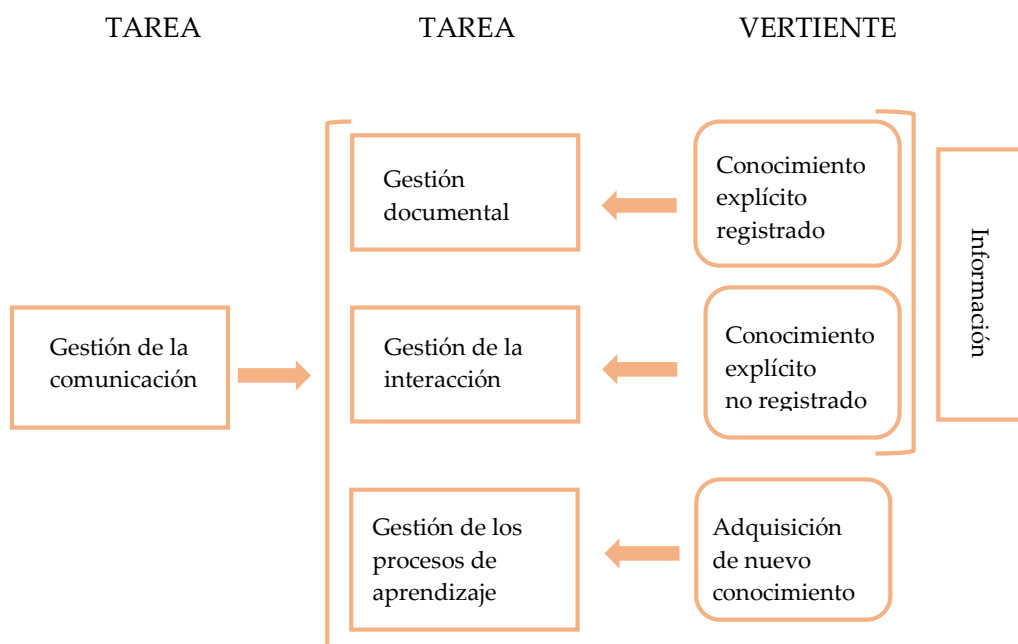 TAREA
TAREA
VERTIENTE
Gestión
documental
Conocimiento
explícito
registrado
Información
Gestión de la
comunicación
Gestión de la
interacción
Conocimiento
explícito
no registrado
Gestión de los
procesos de
aprendizaje
Adquisición
de nuevo
conocimiento